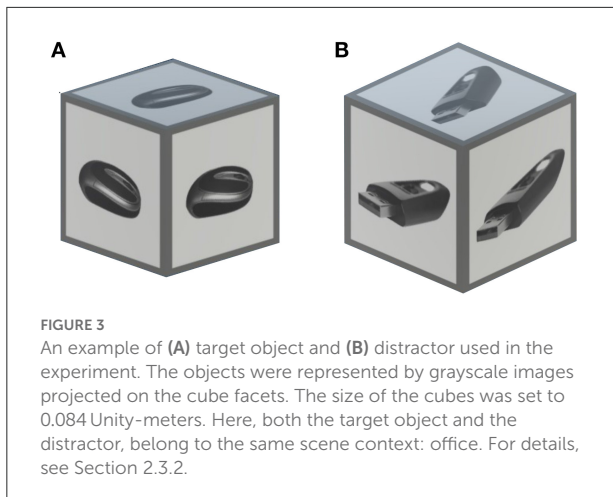 A
B
FIGURE 3
An example of (A) target object and (B) distractor used in the
experiment. The objects were represented by grayscale images
projected on the cube facets. The size of the cubes was set to
0.084 Unity-meters. Here, both the target object and the
distractor, belong to the same scene context: office. For details,
see Section 2.3.2.